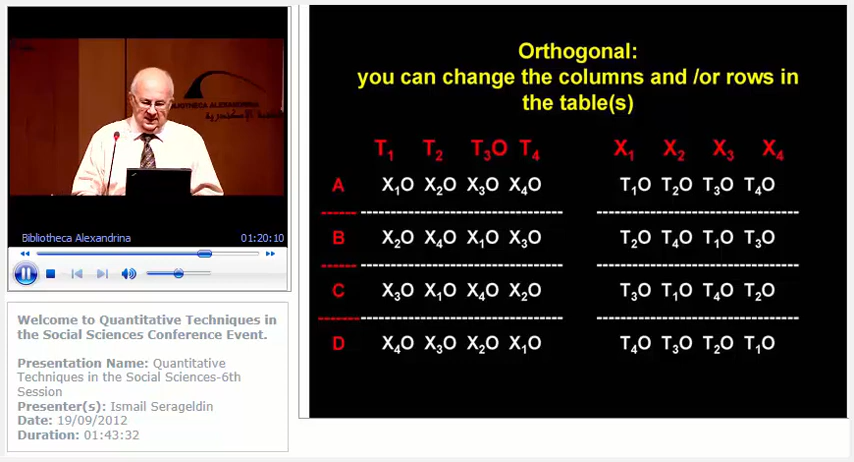 BLIOTHECA ALEXANDRINA
Bibliotheca Alexandrina 01:20:10
Welcome to Quantitative Techniques in
the Social Sciences Conference Event.
Presentation Name: Quantitative
Techniques in the Social Sciences-6th
Session
Presenter(s): Ismail Serageldin
Date: 19/09/2012
Duration: 01:43:32
Orthogonal:
you can change the columns and /or rows in
the table(s)
T₁ T₂ T₃O T₄ X₁ X₂ X₃ X₄
A X₁O X₂O X₃O X₄O T₁O T₂O T₃O T₄O
B X₂O X₄O X₁O X₃O T₂O T₄O T₁O T₃O
C X₃O X₁O X₄O X₂O T₃O T₁O T₄O T₂O
D X₄O X₃O X₂O X₁O T₄O T₃O T₂O T₁O